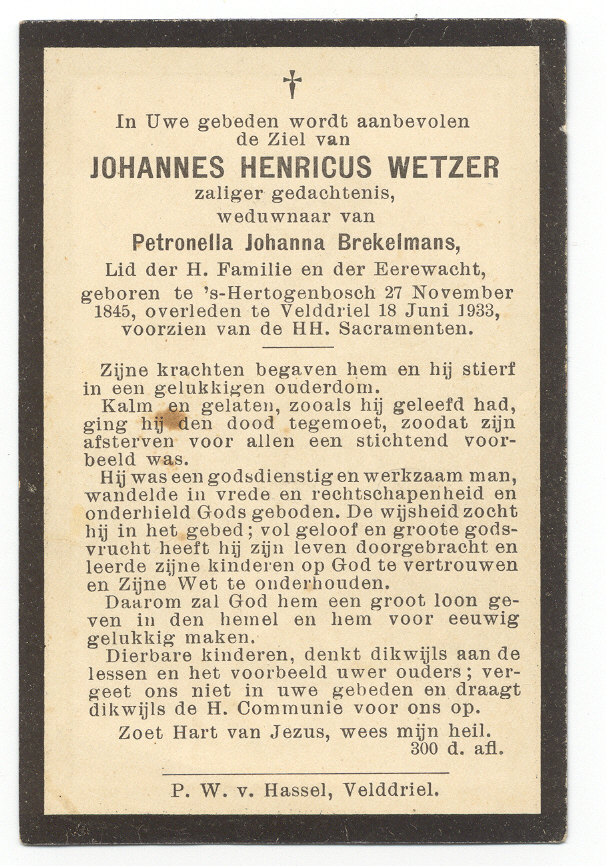 In Uwe gebeden wordt aanbevolen
de Ziel van
JOHANNES HENRICUS WETZER
zaliger gedachtenis,
weduwnaar van
Petronella Johanna Brekelmans,
Lid der H. Familie en der Eerewacht,
geboren te 's-Hertogenbosch 27 November
1845, overleden te Velddriel 18 Juni 1933,
voorzien van de HH. Sacramenten.
Zijne krachten begaven hem en hij stierf
in een gelukkigen ouderdom.
Kalm en gelaten, zooals hij geleefd had,
ging hij den dood tegemoet, zoodat zijn
afsterven voor allen een stichtend voor-
beeld was.
Hij was een godsdienstig en werkzaam man,
wandelde in vrede en rechtschapenheid en
onderhield Gods geboden. De wijsheid zocht
hij in het gebed; vol geloof en groote gods-
vrucht heeft hij zijn leven doorgebracht en
leerde zijne kinderen op God te vertrouwen
en Zijne Wet te onderhouden.
Daarom zal God hem een groot loon ge-
ven in den hemel en hem voor eeuwig
gelukkig maken.
Dierbare kinderen, denkt dikwijls aan de
lessen en het voorbeeld uwer ouders; ver-
geet ons niet in uwe gebeden en draagt
dikwijls de H. Communie voor ons op.
Zoet Hart van Jezus, wees mijn heil.
300 d. afl.
P. W. v. Hassel, Velddriel.